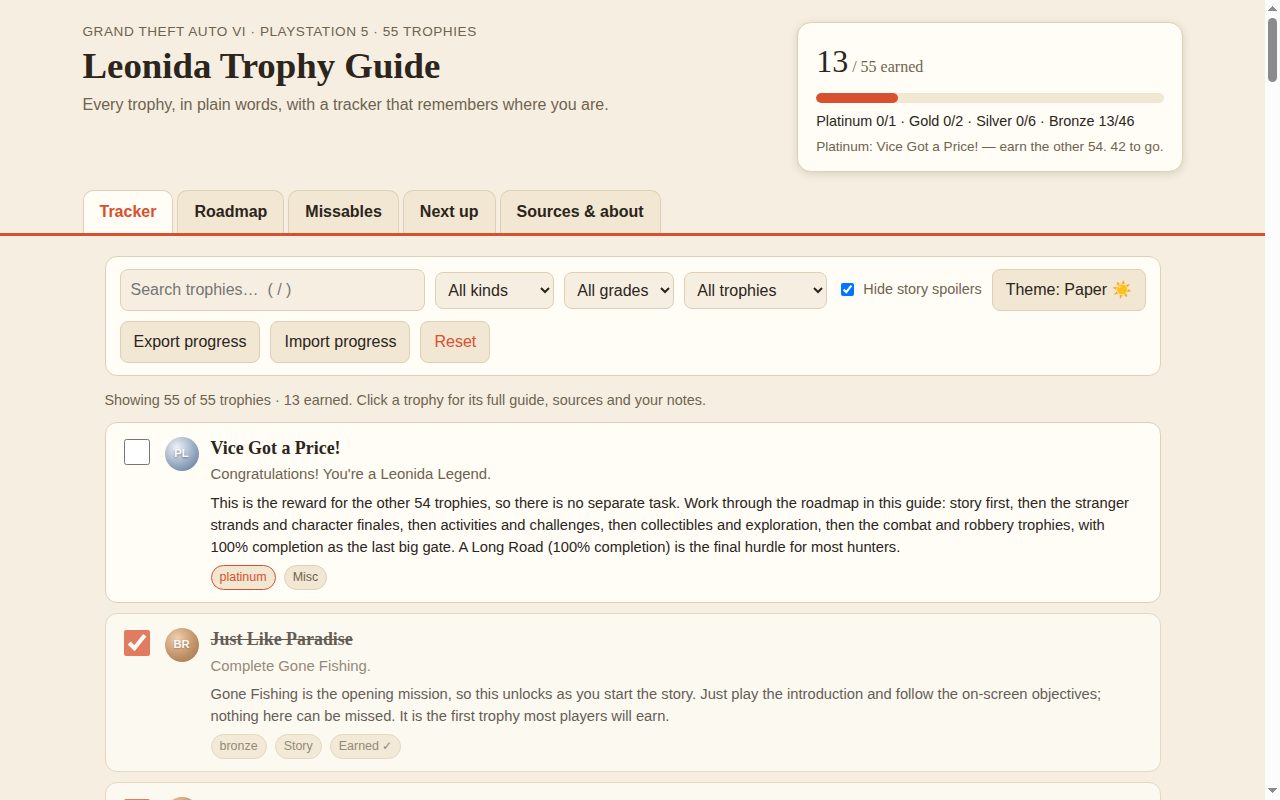 GRAND THEFT AUTO VI · PLAYSTATION 5 · 55 TROPHIES
Leonida Trophy Guide
Every trophy, in plain words, with a tracker that remembers where you are.
13 / 55 earned
Platinum 0/1 · Gold 0/2 · Silver 0/6 · Bronze 13/46
Platinum: Vice Got a Price! — earn the other 54. 42 to go.
Tracker
Roadmap
Missables
Next up
Sources & about
Search trophies… ( / )
All kinds
All grades
All trophies
Hide story spoilers
Theme: Paper ☀️
Export progress
Import progress
Reset
Showing 55 of 55 trophies · 13 earned. Click a trophy for its full guide, sources and your notes.
PL
Vice Got a Price!
Congratulations! You're a Leonida Legend.
This is the reward for the other 54 trophies, so there is no separate task. Work through the roadmap in this guide: story first, then the stranger
strands and character finales, then activities and challenges, then collectibles and exploration, then the combat and robbery trophies, with
100% completion as the last big gate. A Long Road (100% completion) is the final hurdle for most hunters.
platinum
Misc
BR
Just Like Paradise
Complete Gone Fishing.
Gone Fishing is the opening mission, so this unlocks as you start the story. Just play the introduction and follow the on-screen objectives;
nothing here can be missed. It is the first trophy most players will earn.
bronze
Story
Earned ✓